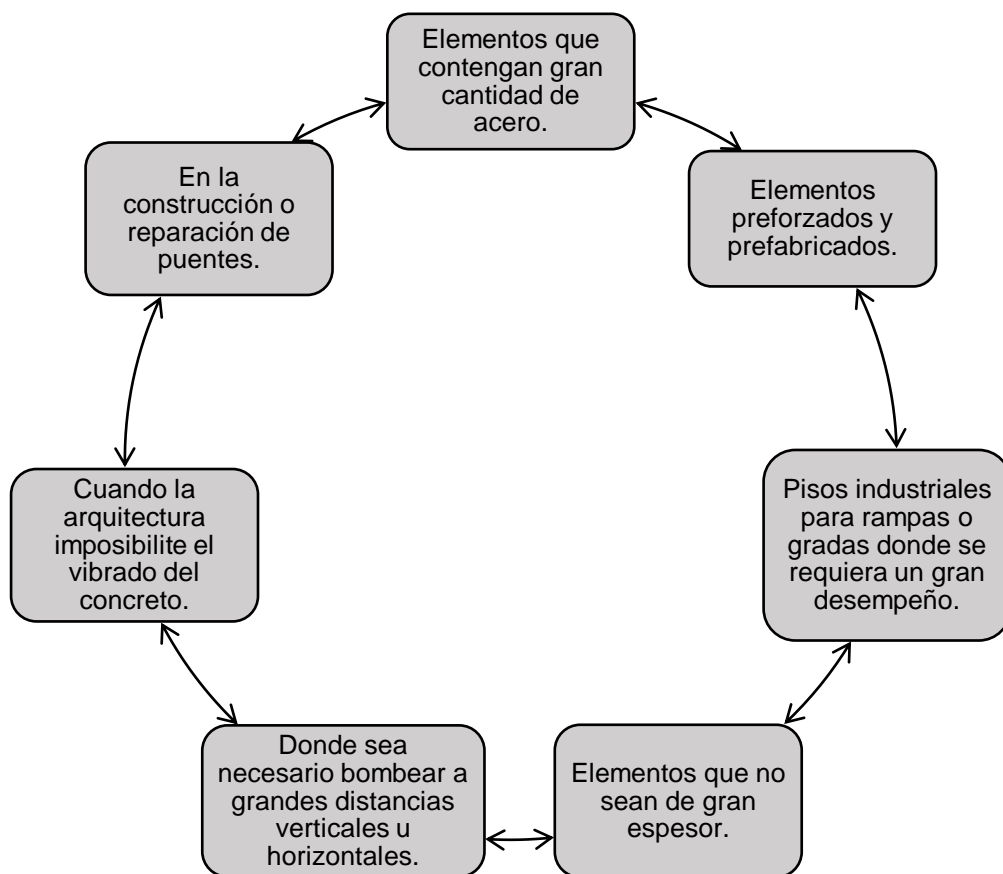 Elementos que
contengan gran
cantidad de
acero.
Elementos
preforzados y
prefabricados.
Pisos industriales
para rampas o
gradas donde se
requiera un gran
desempeño.
Elementos que no
sean de gran
espesor.
Donde sea
necesario bombear a
grandes distancias
verticales u
horizontales.
Cuando la
arquitectura
imposibilite el
vibrado del
concreto.
En la
construcción o
reparación de
puentes.